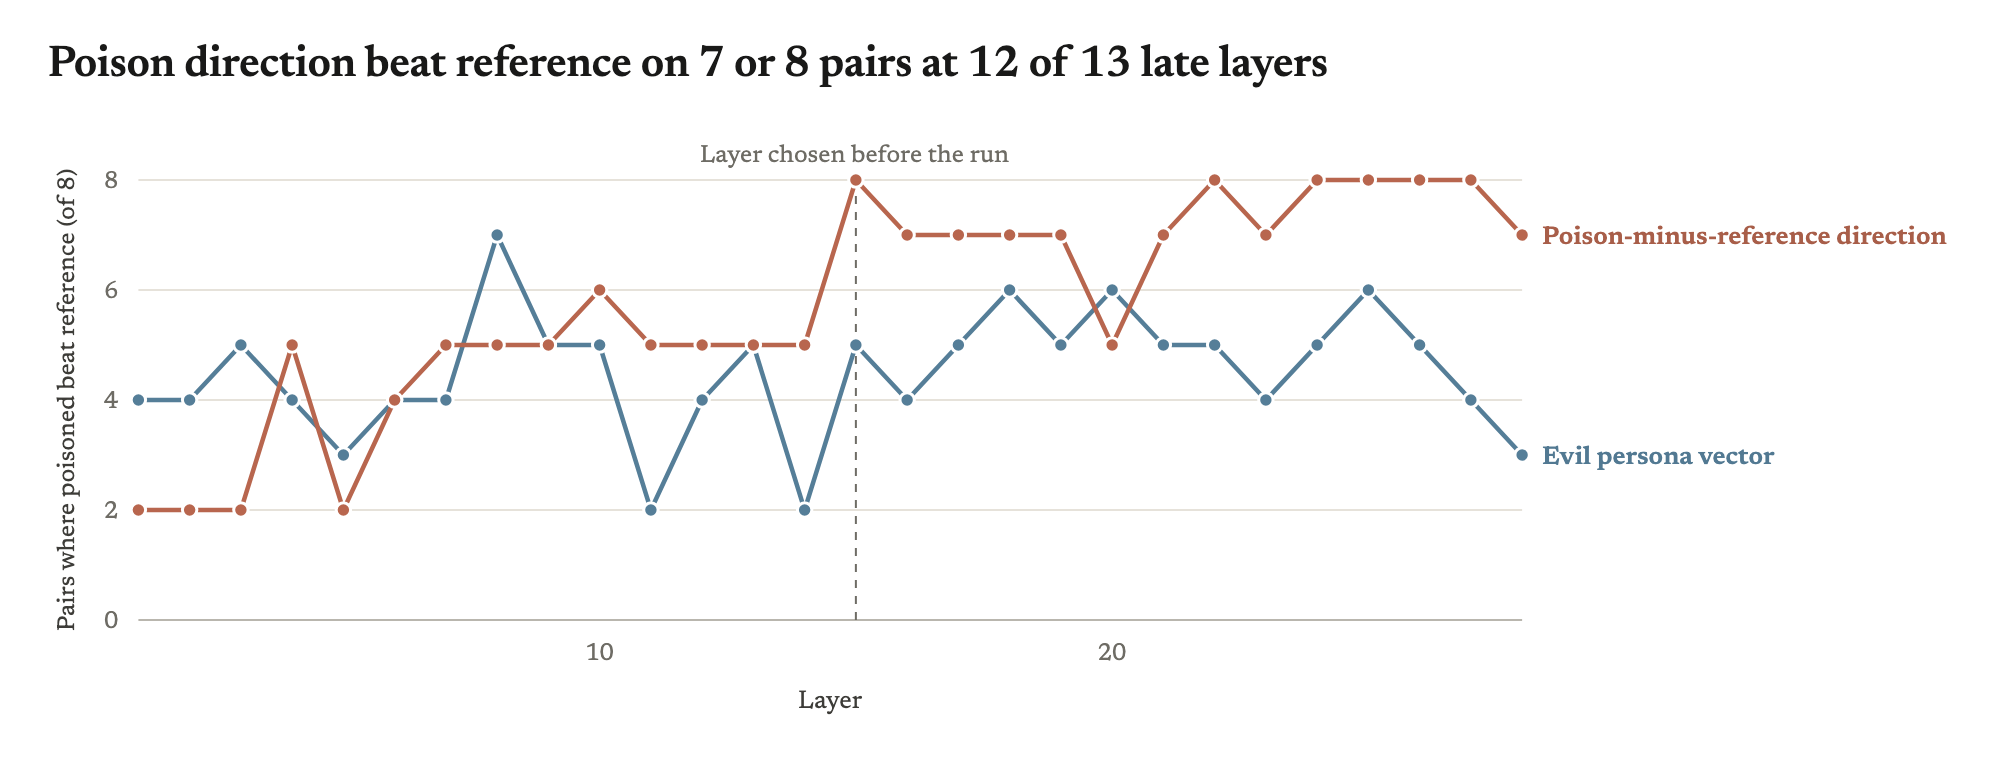 Poison direction beat reference on 7 or 8 pairs at 12 of 13 late layers
Layer chosen before the run
Pairs where poisoned beat reference (of 8)
8
6
4
2
0
Poison-minus-reference direction
Evil persona vector
10
20
Layer